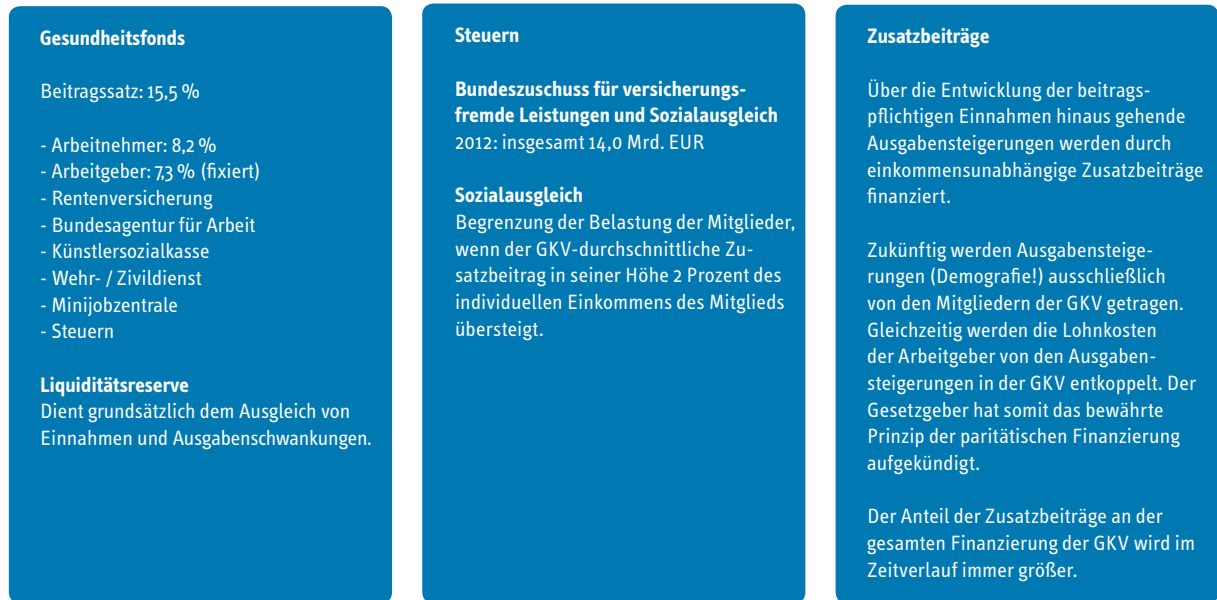 Gesundheitsfonds
Beitragssatz: 15,5 %
- Arbeitnehmer: 8,2 %
- Arbeitgeber: 7,3 % (fixiert)
- Rentenversicherung
- Bundesagentur für Arbeit
- Künstlersozialkasse
- Wehr- / Zivildienst
- Minijobzentrale
- Steuern
Liquiditätsreserve
Dient grundsätzlich dem Ausgleich von
Einnahmen und Ausgabenschwankungen.
Steuern
Bundeszuschuss für versicherungs-
fremde Leistungen und Sozialausgleich
2012: insgesamt 14,0 Mrd. EUR
Sozialausgleich
Begrenzung der Belastung der Mitglieder,
wenn der GKV-durchschnittliche Zu-
satzbeitrag in seiner Höhe 2 Prozent des
individuellen Einkommens des Mitglieds
übersteigt.
Zusatzbeiträge
Über die Entwicklung der beitrags-
pflichtigen Einnahmen hinaus gehende
Ausgabensteigerungen werden durch
einkommensunabhängige Zusatzbeiträge
finanziert.
Zukünftig werden Ausgabensteige-
rungen (Demografie!) ausschließlich
von den Mitgliedern der GKV getragen.
Gleichzeitig werden die Lohnkosten
der Arbeitgeber von den Ausgaben-
steigerungen in der GKV entkoppelt. Der
Gesetzgeber hat somit das bewährte
Prinzip der paritätischen Finanzierung
aufgekündigt.
Der Anteil der Zusatzbeiträge an der
gesamten Finanzierung der GKV wird im
Zeitverlauf immer größer.